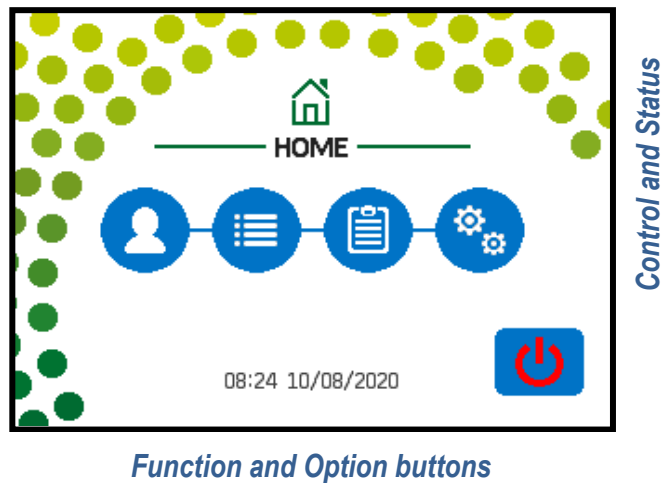 HOME
08:24 10/08/2020
Control and Status
Function and Option buttons